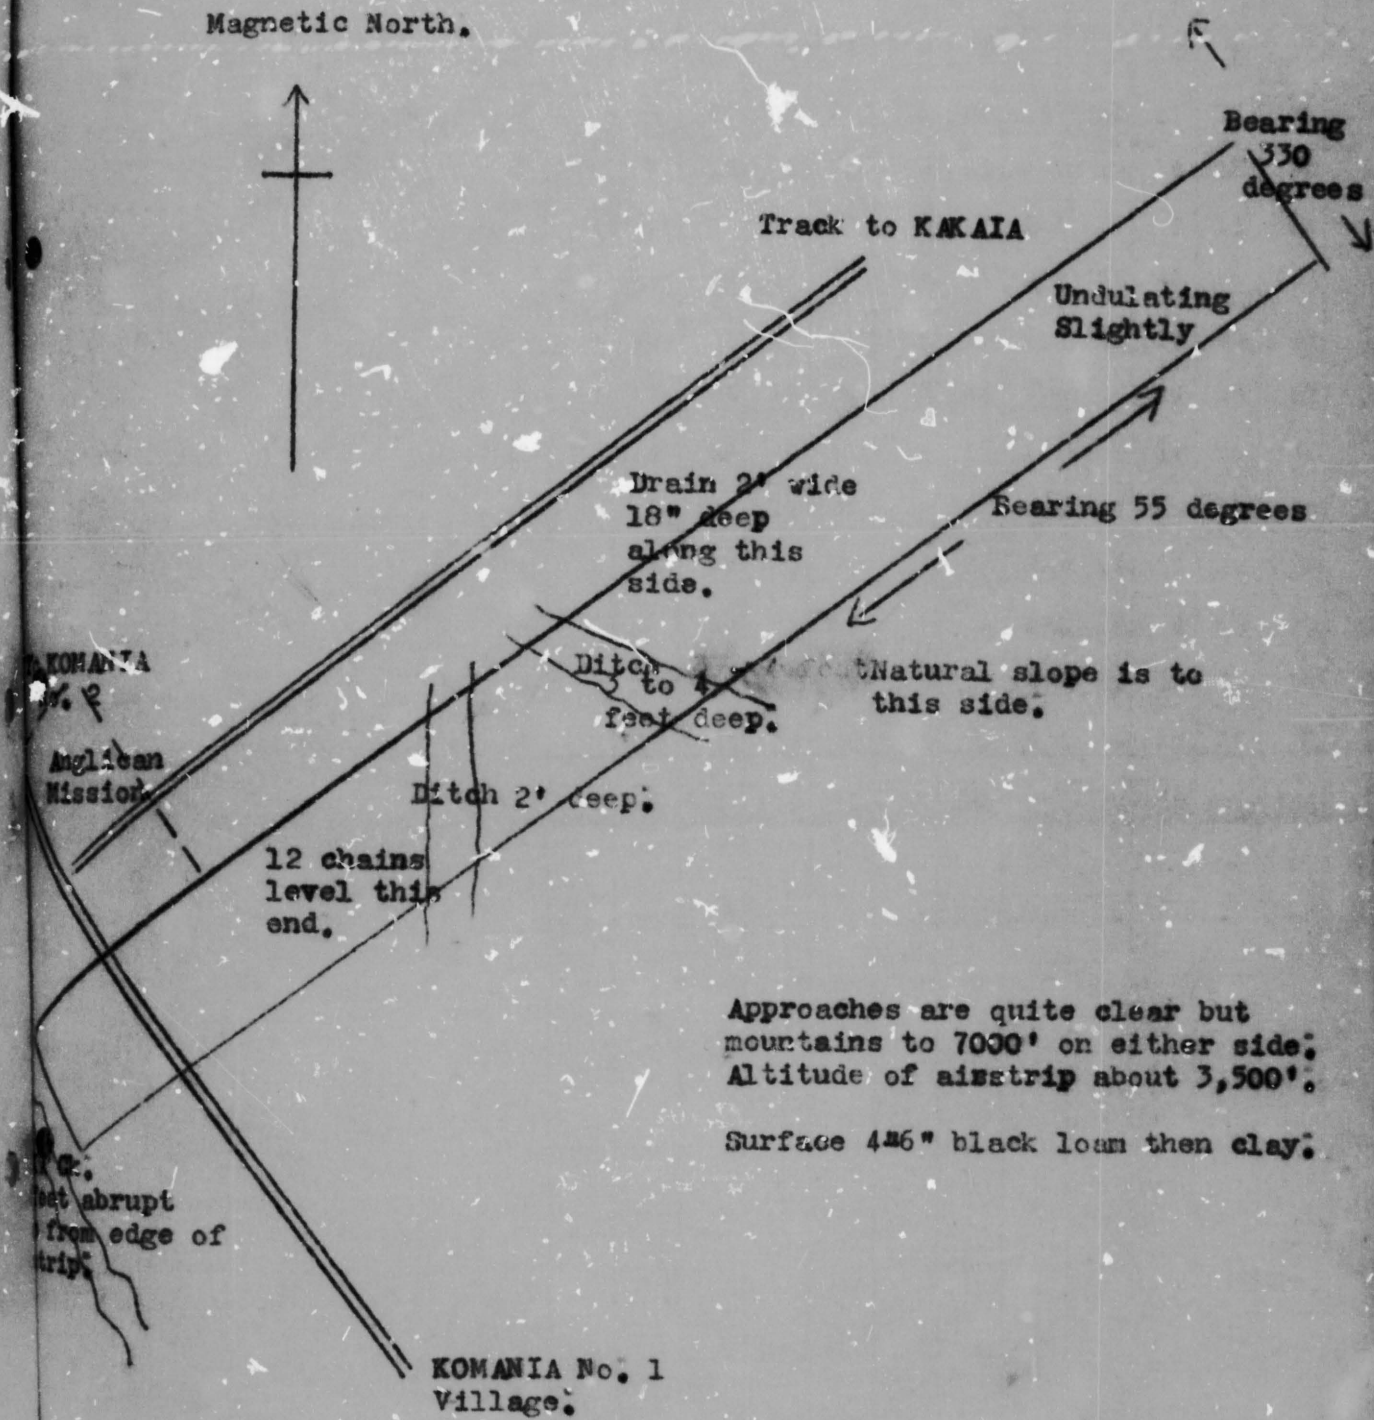 Magnetic North.
Bearing
330
degrees
Track to KAKAIA
Undulating
Slightly
Drain 2' wide
18" deep
along this
side.
Bearing 55 degrees
KOMANIA
Ditch
3 to 4
feet deep.
Natural slope is to
this side.
Anglican
Mission
Ditch 2' deep.
12 chains
level this
end.
Approaches are quite clear but
mountains to 7000' on either side.
Altitude of airstrip about 3,500'.
Surface 4-6" black loam then clay.
abrupt
from edge of
KOMANIA No. 1
Village.